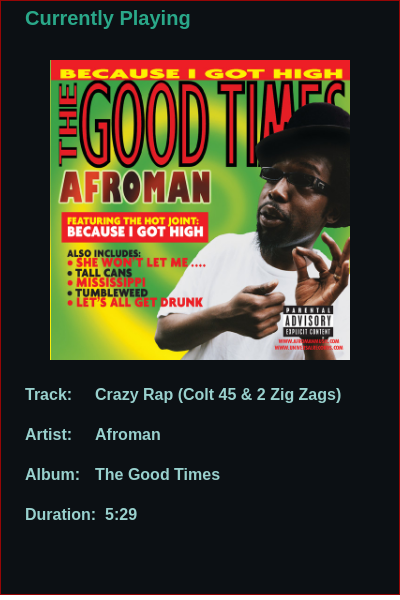 Currently Playing
BECAUSE I GOT HIGH
THE
GOOD TIMES
AFROMAN
FEATURING THE HOT JOINT:
BECAUSE I GOT HIGH
ALSO INCLUDES:
• SHE WON'T LET ME ....
• TALL CANS
• MISSISSIPPI
• TUMBLEWEED
• LET'S ALL GET DRUNK
PARENTAL
ADVISORY
EXPLICIT CONTENT
Track: Crazy Rap (Colt 45 & 2 Zig Zags)
Artist: Afroman
Album: The Good Times
Duration: 5:29